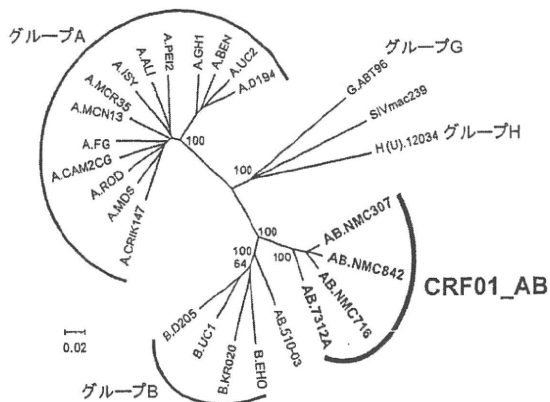 グループA
A.PEI2
A.GH1
A.BEN
A.UC2
A.D194
A.ALI
A.ISY
A.MCR35
A.MCN13
A.FG
A.CAM2CG
A.ROD
A.MDS
A.CRIK147
100
グループG
G.ABT96
SIVmac239
H(U).12034
グループH
100
100
100
64
100
AB.NMC307
AB.NMC842
AB.NMC716
AB.7312A
CRF01_AB
AB.510-03
B.EHO
B.KR020
B.UC1
B.D205
グループB
0.02